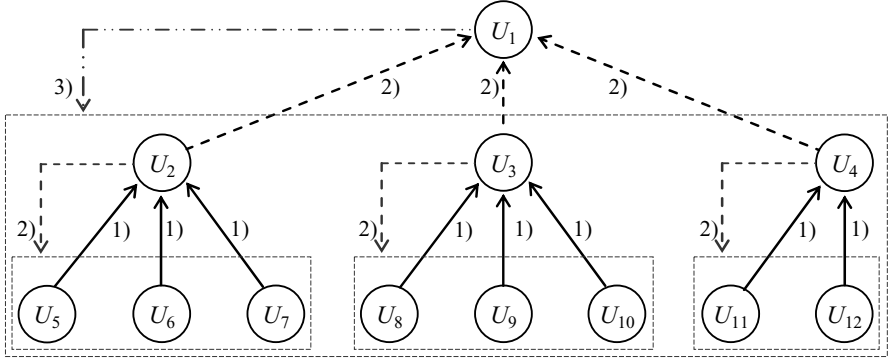 U1
3)
2) 2) 2)
U2 U3 U4
2) 1) 1) 1) 2) 1) 1) 1) 2) 1) 1)
U5 U6 U7 U8 U9 U10 U11 U12